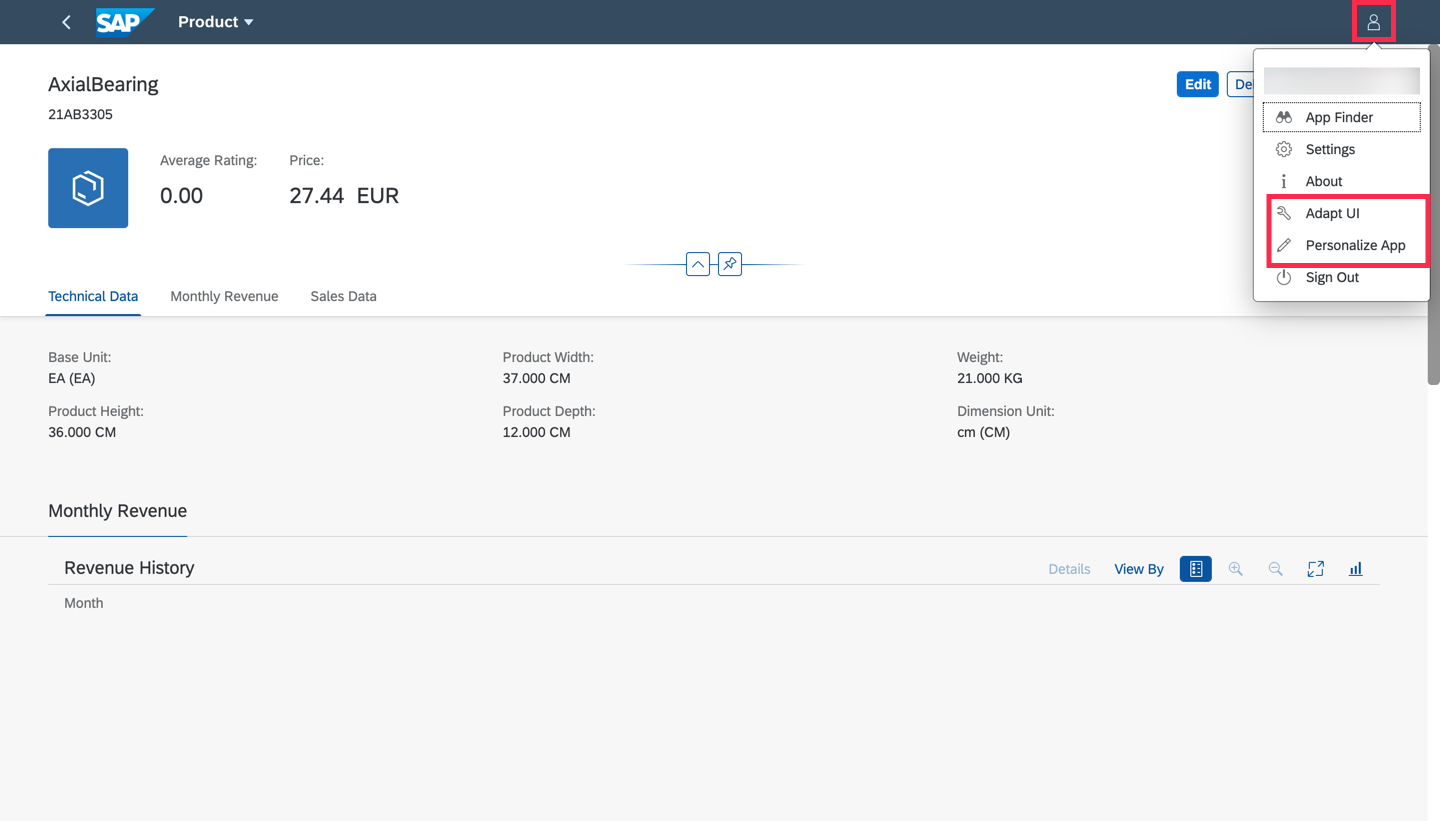 SAP Product
AxialBearing
21AB3305
Edit
Average Rating: Price:
0.00 27.44 EUR
App Finder
Settings
About
Adapt UI
Personalize App
Sign Out
Technical Data Monthly Revenue Sales Data
Base Unit: Product Width: Weight:
EA (EA) 37.000 CM 21.000 KG
Product Height: Product Depth: Dimension Unit:
36.000 CM 12.000 CM cm (CM)
Monthly Revenue
Revenue History Details View By
Month